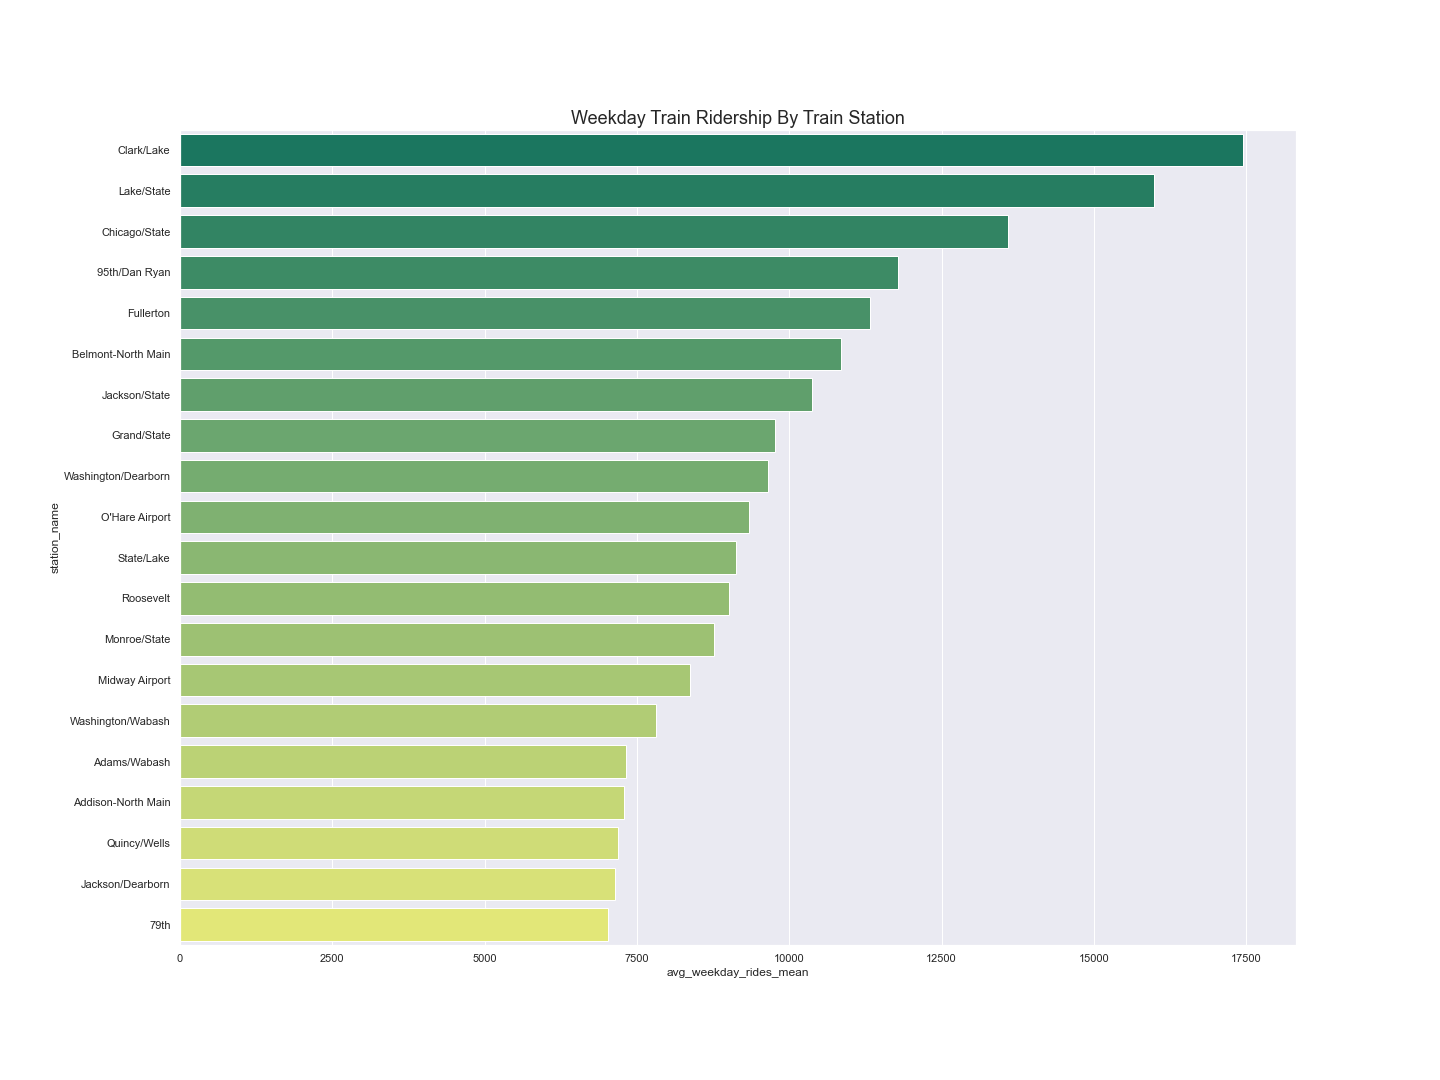 Weekday Train Ridership By Train Station
station_name
Clark/Lake
Lake/State
Chicago/State
95th/Dan Ryan
Fullerton
Belmont-North Main
Jackson/State
Grand/State
Washington/Dearborn
O'Hare Airport
State/Lake
Roosevelt
Monroe/State
Midway Airport
Washington/Wabash
Adams/Wabash
Addison-North Main
Quincy/Wells
Jackson/Dearborn
79th
0 2500 5000 7500 10000 12500 15000 17500
avg_weekday_rides_mean